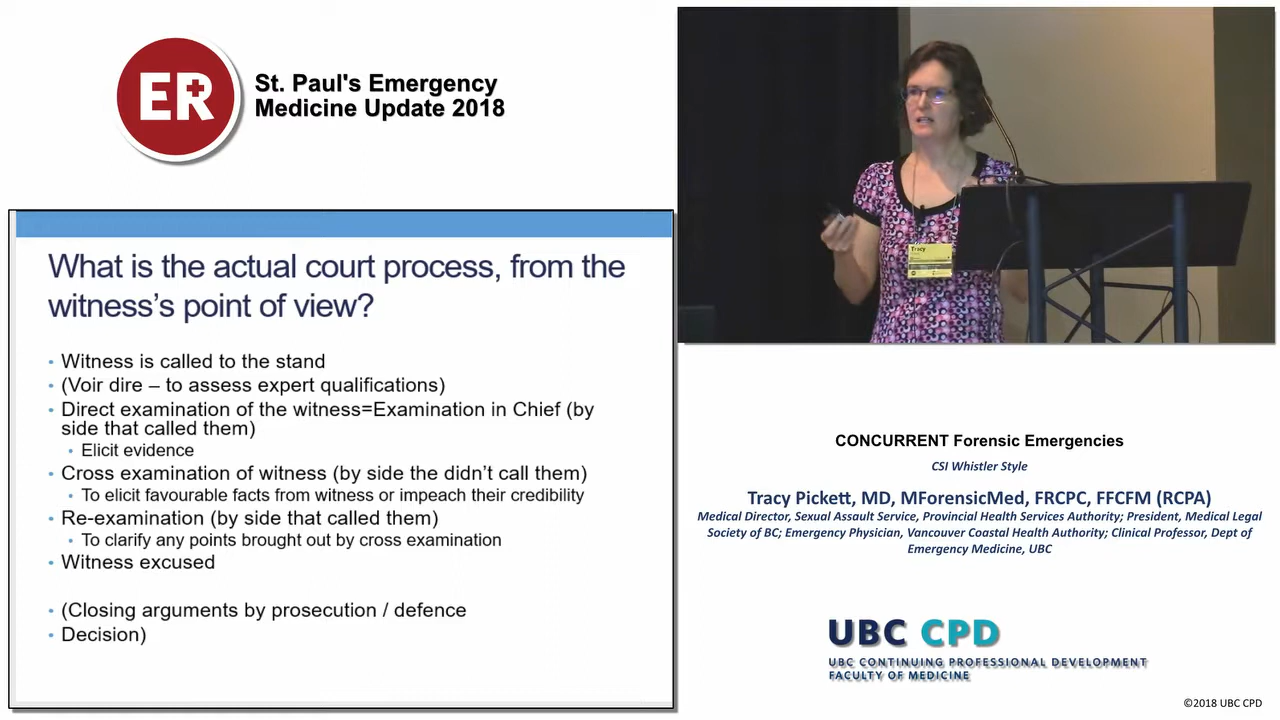 ER
St. Paul's Emergency
Medicine Update 2018
What is the actual court process, from the
witness's point of view?
• Witness is called to the stand
• (Voir dire – to assess expert qualifications)
• Direct examination of the witness=Examination in Chief (by
side that called them)
• Elicit evidence
• Cross examination of witness (by side the didn't call them)
• To elicit favourable facts from witness or impeach their credibility
• Re-examination (by side that called them)
• To clarify any points brought out by cross examination
• Witness excused
• (Closing arguments by prosecution / defence
• Decision)
Tracy
CONCURRENT Forensic Emergencies
CSI Whistler Style
Tracy Pickett, MD, MForensicMed, FRCPC, FFCFM (RCPA)
Medical Director, Sexual Assault Service, Provincial Health Services Authority; President, Medical Legal
Society of BC; Emergency Physician, Vancouver Coastal Health Authority; Clinical Professor, Dept of
Emergency Medicine, UBC
UBC CPD
UBC CONTINUING PROFESSIONAL DEVELOPMENT
FACULTY OF MEDICINE
©2018 UBC CPD